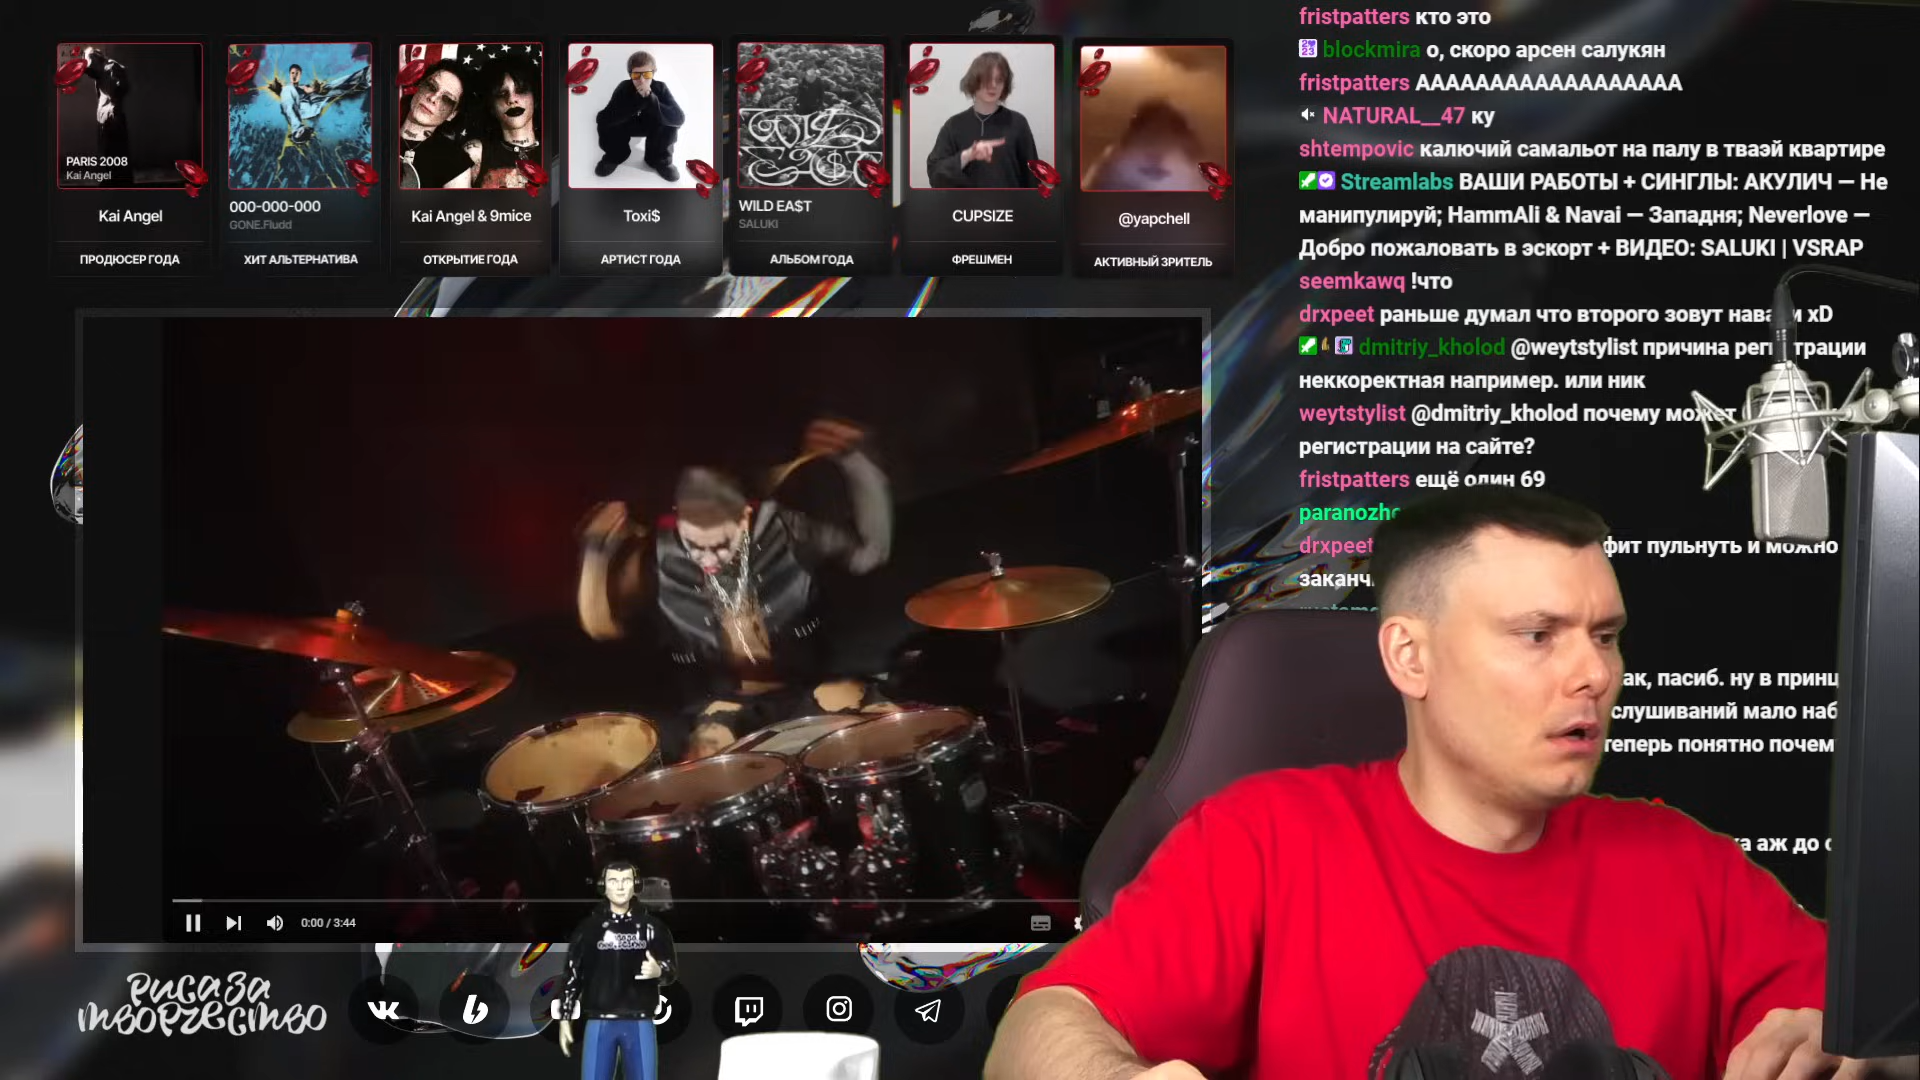 PARIS 2008
Kai Angel
Kai Angel
ПРОДЮСЕР ГОДА
000-000-000
GONE.Fludd
ХИТ АЛЬТЕРНАТИВА
Kai Angel & 9mice
ОТКРЫТИЕ ГОДА
Toxi$
АРТИСТ ГОДА
WILD EA$T
SALUKI
АЛЬБОМ ГОДА
CUPSIZE
ФРЕШМЕН
@yapchell
АКТИВНЫЙ ЗРИТЕЛЬ
fristpatters кто это
blockmira о, скоро арсен салукян
fristpatters АААААААААААААААААА
NATURAL__47 ку
shtempovic калючий самальот на палу в тваэй квартире
Streamlabs ВАШИ РАБОТЫ + СИНГЛЫ: АКУЛИЧ — Не
манипулируй; HammAli & Navai — Западня; Neverlove —
Добро пожаловать в эскорт + ВИДЕО: SALUKI | VSRAP
seemkawq !что
drxpeet раньше думал что второго зовут xD
dmitriy_kholod @weytstylist причина
неккоректная например. или ник
weytstylist @dmitriy_kholod почему может
регистрации на сайте?
fristpatters ещё один 69
drxpeet фит пульнуть и можно
ак, пасиб. ну в принц
слушиваний мало наб
теперь понятно почем
аж до
0:00 / 3:44
рисаза
творчество